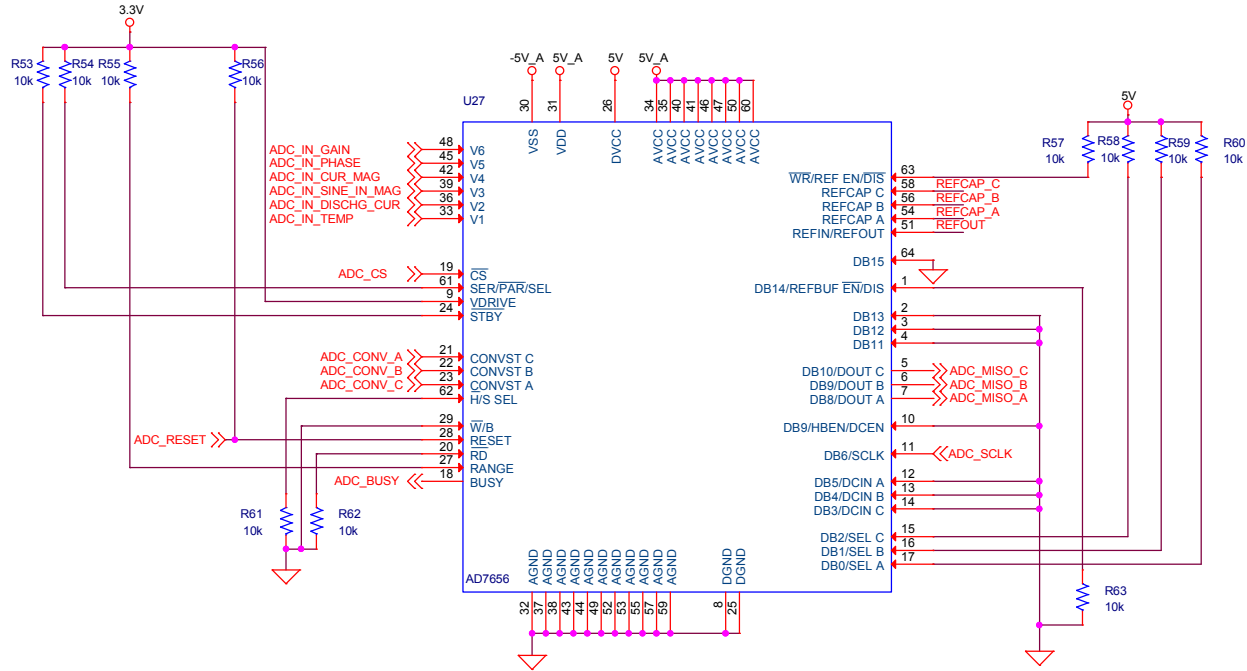 3.3V
R53
10k
R54
10k
R55
10k
R56
10k
-5V_A
5V_A
5V
5V_A
U27
30
31
26
34
35
40
41
46
47
50
60
VSS
VDD
DVCC
AVCC
AVCC
AVCC
AVCC
AVCC
AVCC
AVCC
AVCC
5V
R57
10k
R58
10k
R59
10k
R60
10k
ADC_IN_GAIN 48 V6
ADC_IN_PHASE 45 V5
ADC_IN_CUR_MAG 42 V4
ADC_IN_SINE_IN_MAG 39 V3
ADC_IN_DISCHG_CUR 36 V2
ADC_IN_TEMP 33 V1
ADC_CS 19 CS
61 SER/PAR/SEL
9 VDRIVE
24 STBY
ADC_CONV_A 21 CONVST C
ADC_CONV_B 22 CONVST B
ADC_CONV_C 23 CONVST A
62 H/S SEL
29 W/B
ADC_RESET 28 RESET
20 RD
27 RANGE
ADC_BUSY 18 BUSY
R61
10k
R62
10k
WR/REF EN/DIS 63
REFCAP C 58 REFCAP_C
REFCAP B 56 REFCAP_B
REFCAP A 54 REFCAP_A
REFIN/REFOUT 51 REFOUT
DB15 64
DB14/REFBUF EN/DIS 1
DB13 2
DB12 3
DB11 4
DB10/DOUT C 5 ADC_MISO_C
DB9/DOUT B 6 ADC_MISO_B
DB8/DOUT A 7 ADC_MISO_A
DB9/HBEN/DCEN 10
DB6/SCLK 11 ADC_SCLK
DB5/DCIN A 12
DB4/DCIN B 13
DB3/DCIN C 14
DB2/SEL C 15
DB1/SEL B 16
DB0/SEL A 17
R63
10k
AD7656
AGND
AGND
AGND
AGND
AGND
AGND
AGND
AGND
AGND
AGND
AGND
DGND
DGND
32
37
38
43
44
49
52
53
55
57
59
8
25